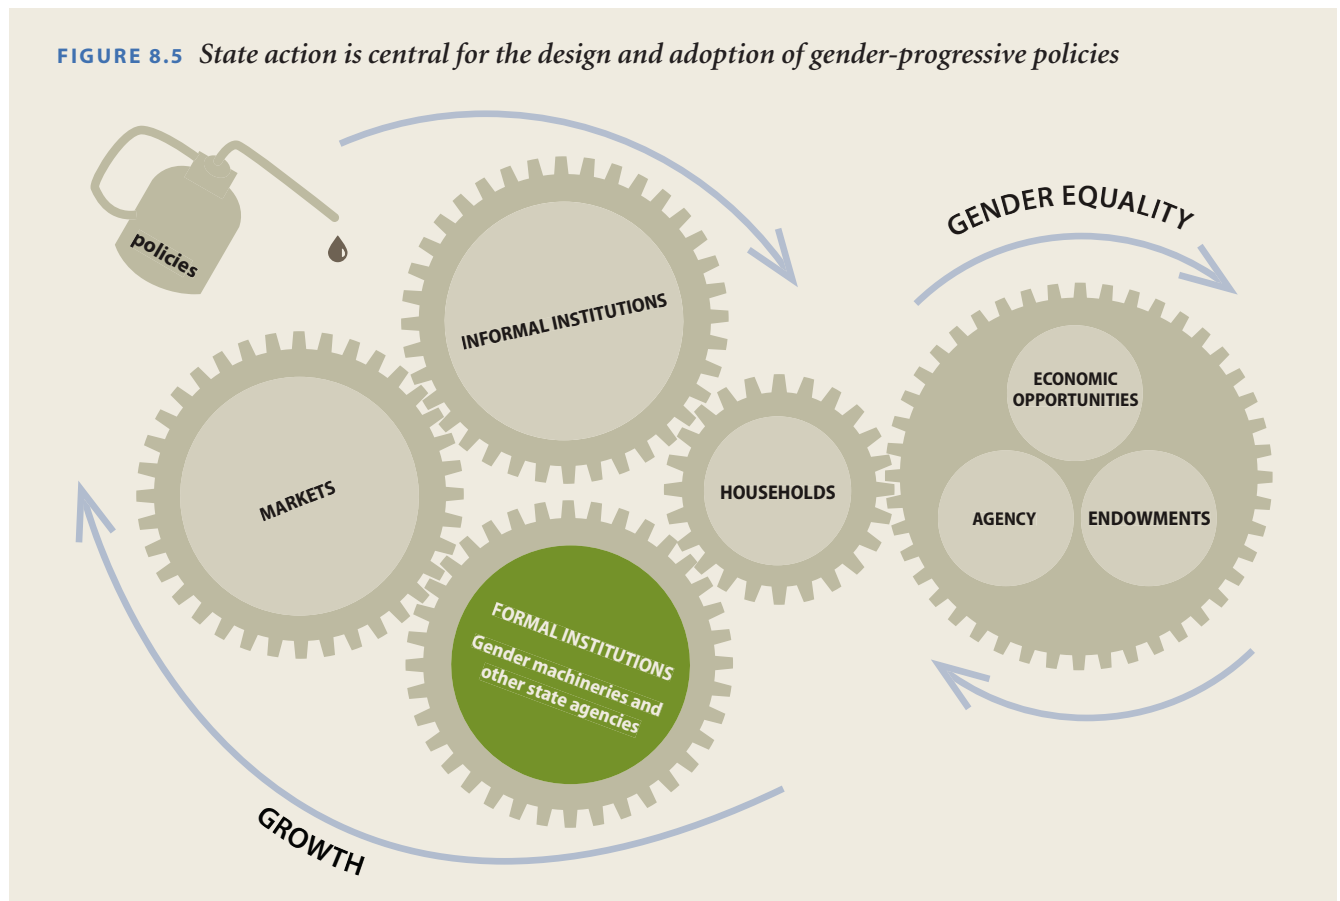 FIGURE 8.5 State action is central for the design and adoption of gender-progressive policies
policies
INFORMAL INSTITUTIONS
GENDER EQUALITY
ECONOMIC
OPPORTUNITIES
MARKETS
HOUSEHOLDS
AGENCY
ENDOWMENTS
FORMAL INSTITUTIONS
Gender machineries and
other state agencies
GROWTH